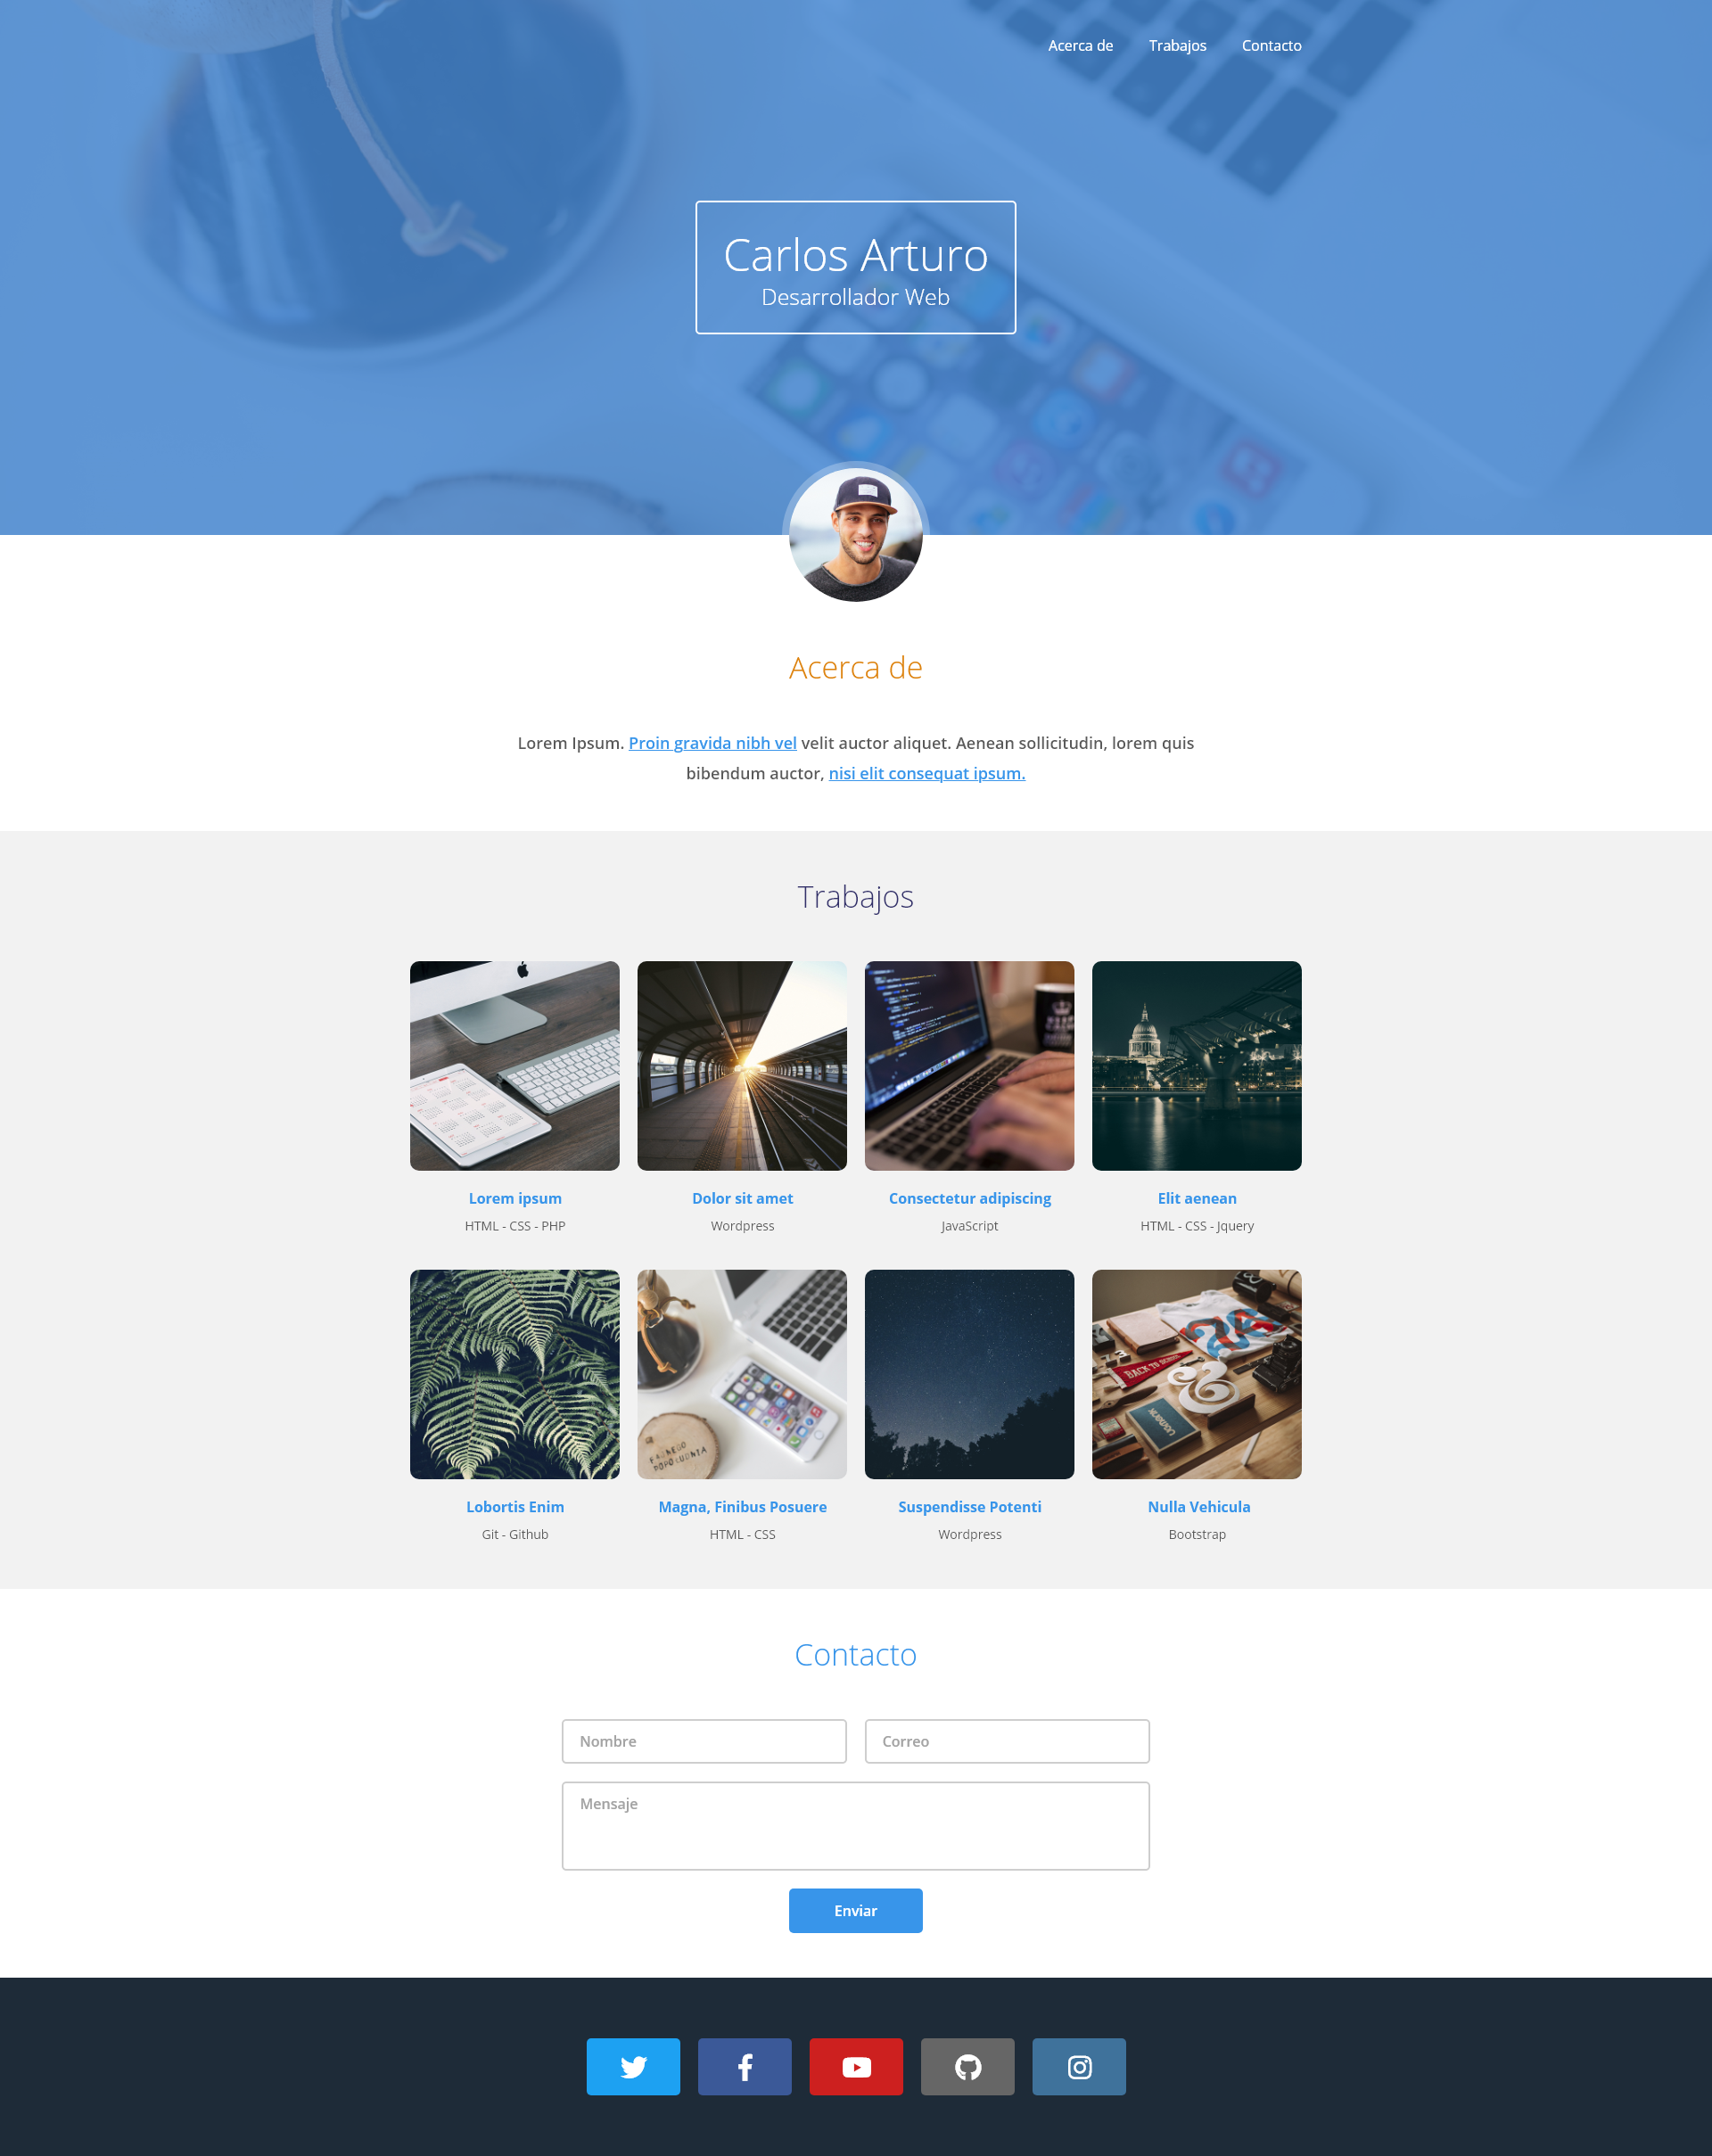 Acerca de Trabajos Contacto
Carlos Arturo
Desarrollador Web
Acerca de
Lorem Ipsum. Proin gravida nibh vel velit auctor aliquet. Aenean sollicitudin, lorem quis
bibendum auctor, nisi elit consequat ipsum.
Trabajos
Lorem ipsum
HTML - CSS - PHP
Dolor sit amet
Wordpress
Consectetur adipiscing
JavaScript
Elit aenean
HTML - CSS - Jquery
BACK TO SCHOOL
Lobortis Enim
Git - Github
Magna, Finibus Posuere
HTML - CSS
Suspendisse Potenti
Wordpress
Nulla Vehicula
Bootstrap
Contacto
Nombre
Correo
Mensaje
Enviar